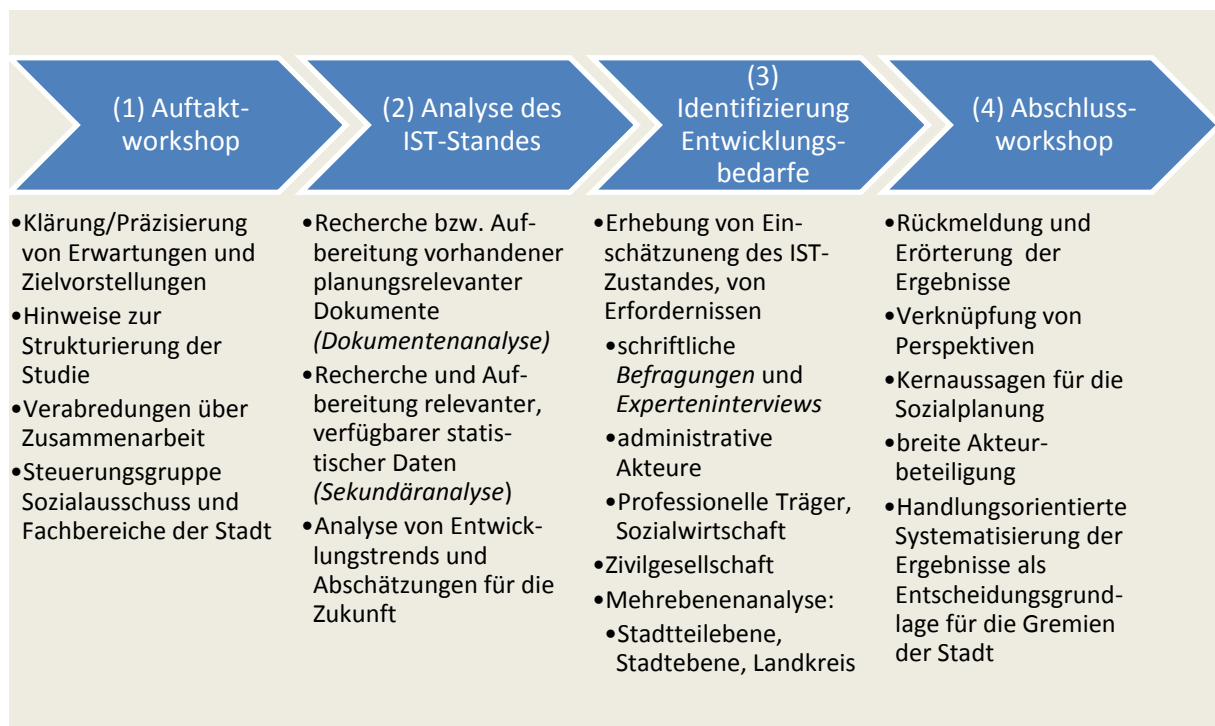 (1) Auftakt-
workshop
•Klärung/Präzisierung
von Erwartungen und
Zielvorstellungen
•Hinweise zur
Strukturierung der
Studie
•Verabredungen über
Zusammenarbeit
•Steuerungsgruppe
Sozialausschuss und
Fachbereiche der Stadt
(2) Analyse des
IST-Standes
•Recherche bzw. Auf-
bereitung vorhandener
planungsrelevanter
Dokumente
(Dokumentenanalyse)
•Recherche und Auf-
bereitung relevanter,
verfügbarer statis-
tischer Daten
(Sekundäranalyse)
•Analyse von Entwick-
lungstrends und
Abschätzungen für die
Zukunft
(3)
Identifizierung
Entwicklungs-
bedarfe
•Erhebung von Ein-
schätzuneng des IST-
Zustandes, von
Erfordernissen
•schriftliche
Befragungen und
Experteninterviews
•administrative
Akteure
•Professionelle Träger,
Sozialwirtschaft
•Zivilgesellschaft
•Mehrebenenanalyse:
•Stadtteilebene,
Stadtebene, Landkreis
(4) Abschluss-
workshop
•Rückmeldung und
Erörterung der
Ergebnisse
•Verknüpfung von
Perspektiven
•Kernaussagen für die
Sozialplanung
•breite Akteur-
beteiligung
•Handlungsorientierte
Systematisierung der
Ergebnisse als
Entscheidungsgrund-
lage für die Gremien
der Stadt